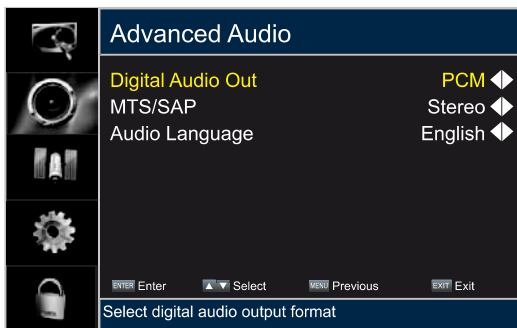 Advanced Audio
Digital Audio Out PCM
MTS/SAP Stereo
Audio Language English
ENTER Enter ▲ ▼ Select MENU Previous EXIT Exit
Select digital audio output format